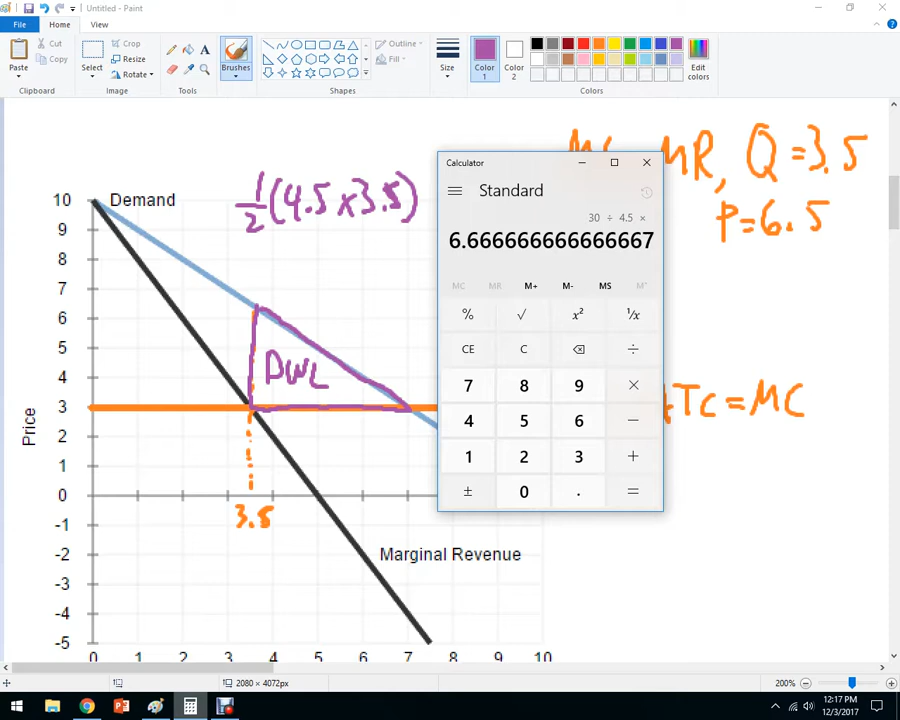 Untitled - Paint
File Home View
Paste
Cut
Copy
Clipboard
Select
Crop
Resize
Rotate
Image
A
Tools
Brushes
Outline
Fill
Shapes
Size
Color 1
Color 2
Edit colors
Colors
MR, Q = 3.5
P = 6.5
1/2 (4.5 x 3.5)
DWL
TC = MC
3.5
Demand
Marginal Revenue
Price
10
9
8
7
6
5
4
3
2
1
0
-1
-2
-3
-4
-5
0 1 2 3 4 5 6 7 8 9 10
Calculator
Standard
30 ÷ 4.5 ×
6.666666666666667
MC MR M+ M- MS M˅
% √ x² ¹/x
CE C ÷
7 8 9 ×
4 5 6 −
1 2 3 +
± 0 . =
2080 × 4072px
200%
12:17 PM
12/3/2017